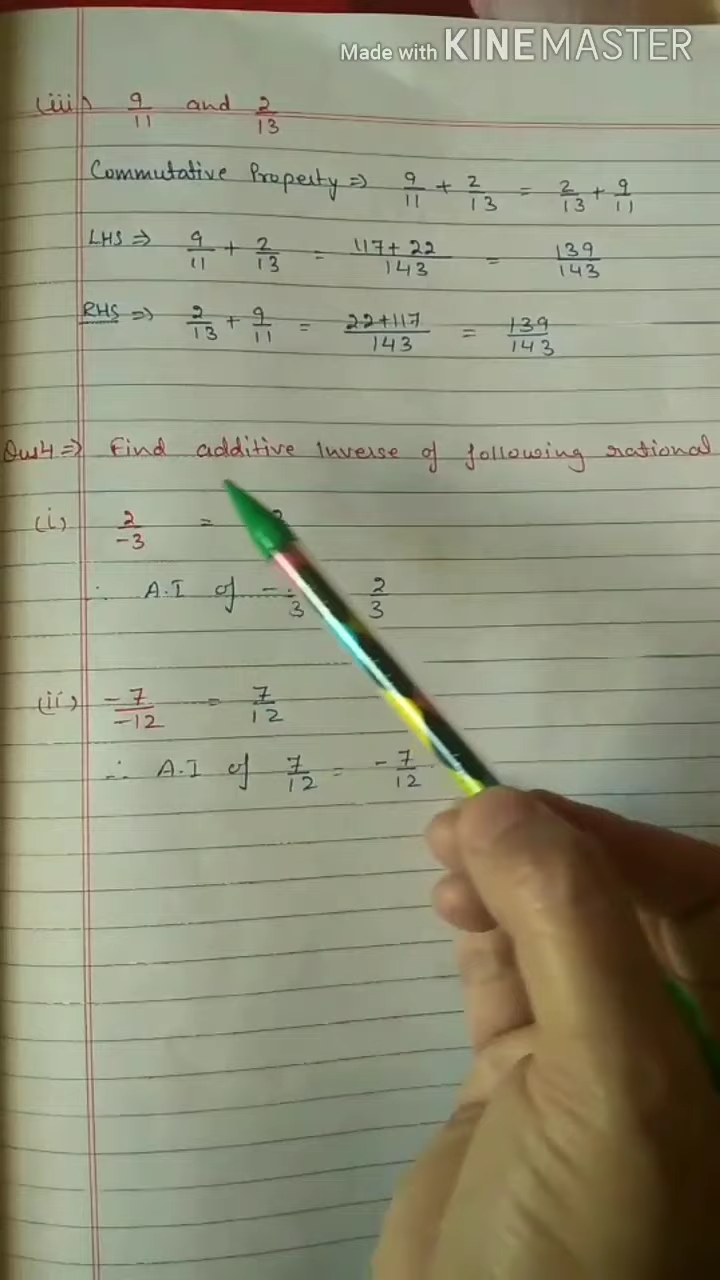 Made with KINEMASTER
(iii) 9/11 and 2/13
Commutative Property ⇒ 9/11 + 2/13 = 2/13 + 9/11
LHS ⇒ 9/11 + 2/13 = 117+22/143 = 139/143
RHS ⇒ 2/13 + 9/11 = 22+117/143 = 139/143
Qus4 ⇒ Find additive Inverse of following rational
(i) 2/-3 =
∴ A.I of - /3 2/3
(ii) -7/-12 = 7/12
∴ A.I of 7/12 = -7/12